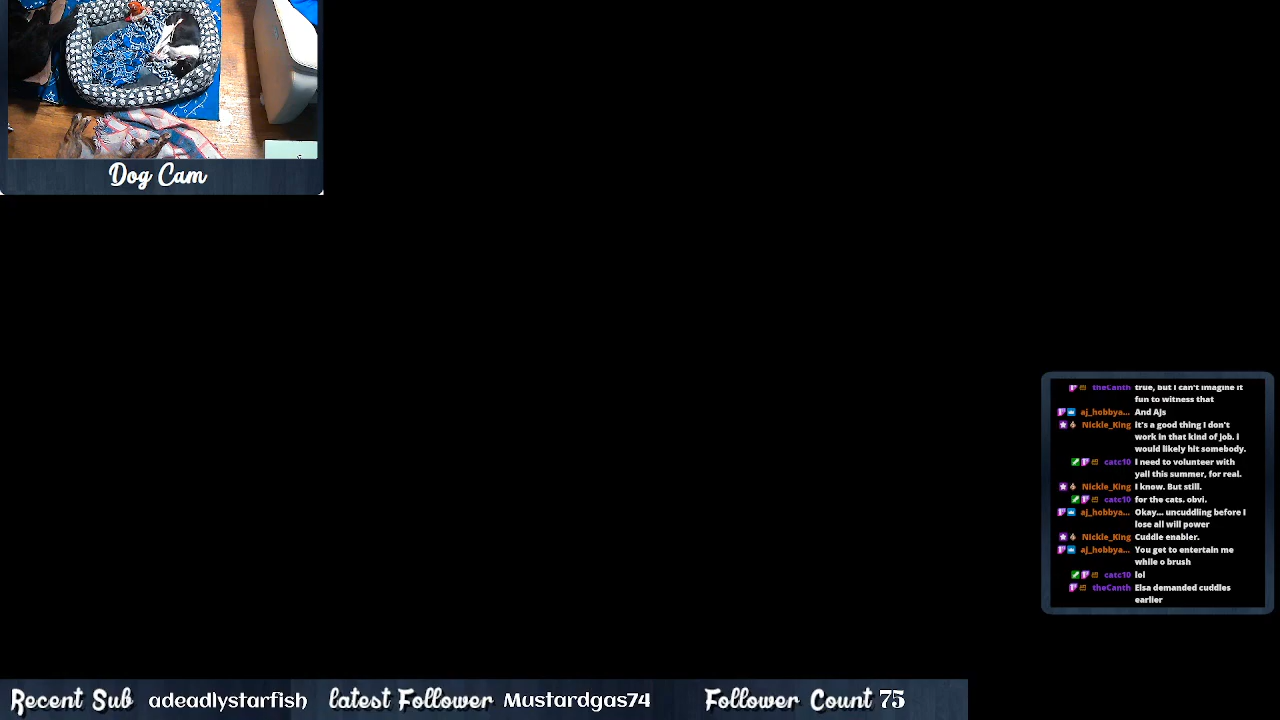 Dog Cam
theCanth true, but I can't imagine it
fun to witness that
aj_hobbya... And AJs
Nickle_King it's a good thing I don't
work in that kind of job. I
would likely hit somebody.
catc10 I need to volunteer with
yall this summer, for real.
Nickle_King I know. But still.
catc10 for the cats. obvi.
aj_hobbya... Okay... uncuddling before I
lose all will power
Nickle_King Cuddle enabler.
aj_hobbya... You get to entertain me
while o brush
catc10 lol
theCanth Elsa demanded cuddles
earlier
Recent Sub adeadlystarfish latest Follower Mustardgas74 Follower Count 75